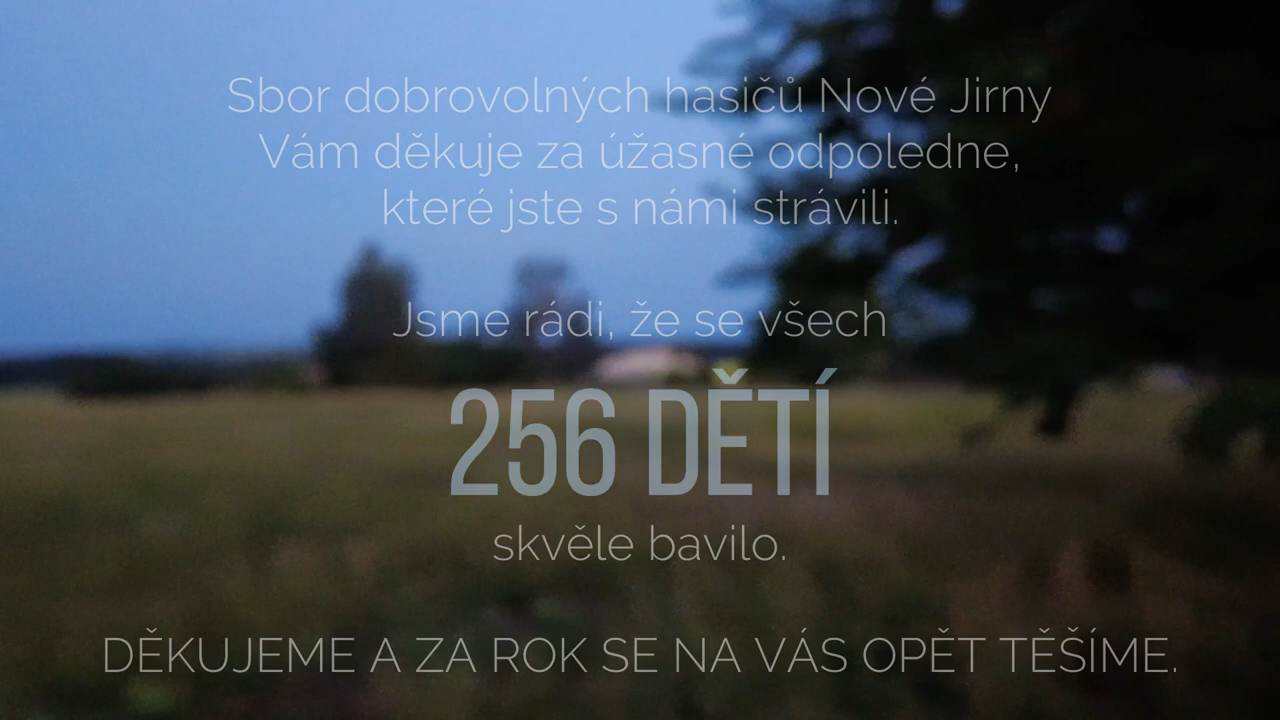 Sbor dobrovolných hasičů Nové Jirny
Vám děkuje za úžasné odpoledne,
které jste s námi strávili.
Jsme rádi, že se všech
256 DĚTÍ
skvěle bavilo.
DĚKUJEME A ZA ROK SE NA VÁS OPĚT TĚŠÍME.